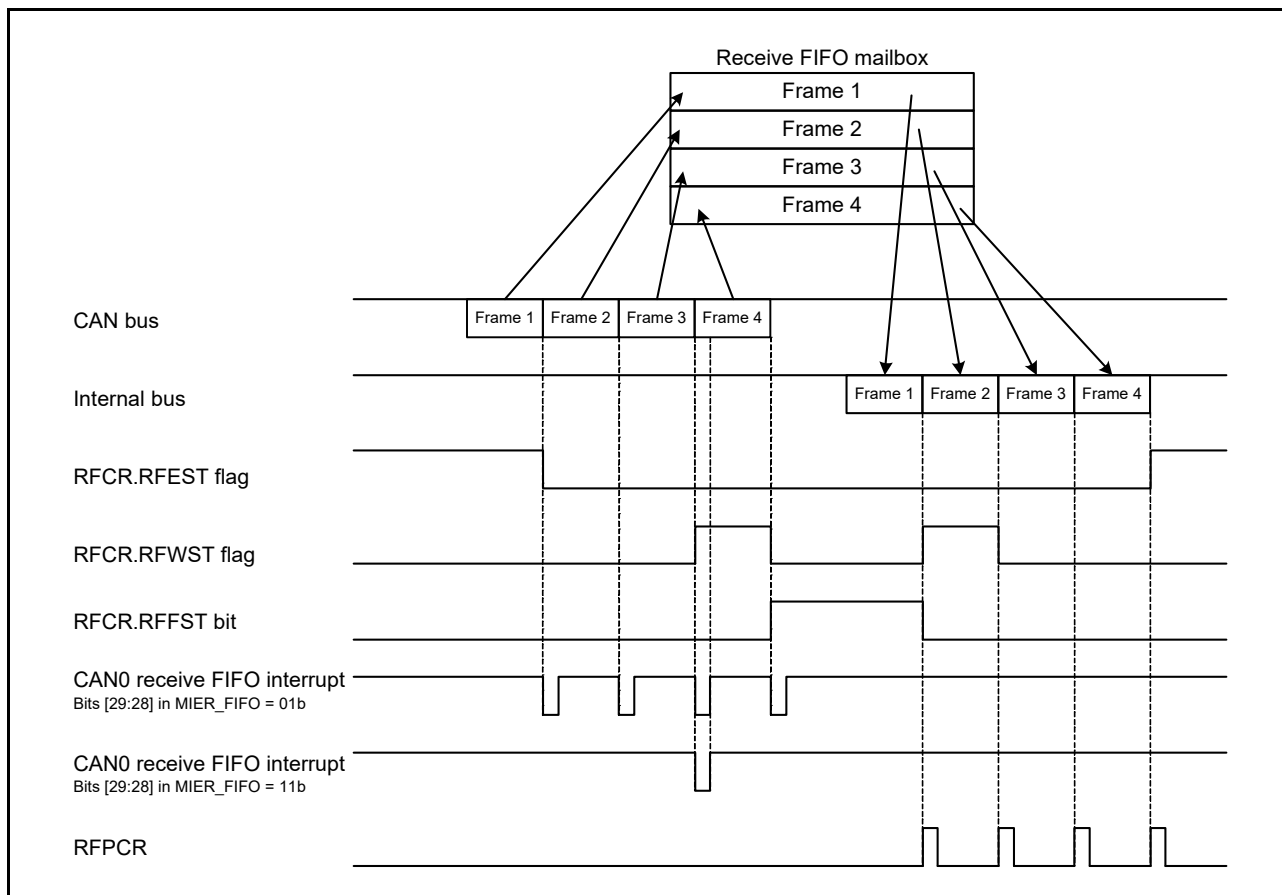 Receive FIFO mailbox
Frame 1
Frame 2
Frame 3
Frame 4
CAN bus
Frame 1 Frame 2 Frame 3 Frame 4
Internal bus
Frame 1 Frame 2 Frame 3 Frame 4
RFCR.RFEST flag
RFCR.RFWST flag
RFCR.RFFST bit
CAN0 receive FIFO interrupt
Bits [29:28] in MIER_FIFO = 01b
CAN0 receive FIFO interrupt
Bits [29:28] in MIER_FIFO = 11b
RFPCR